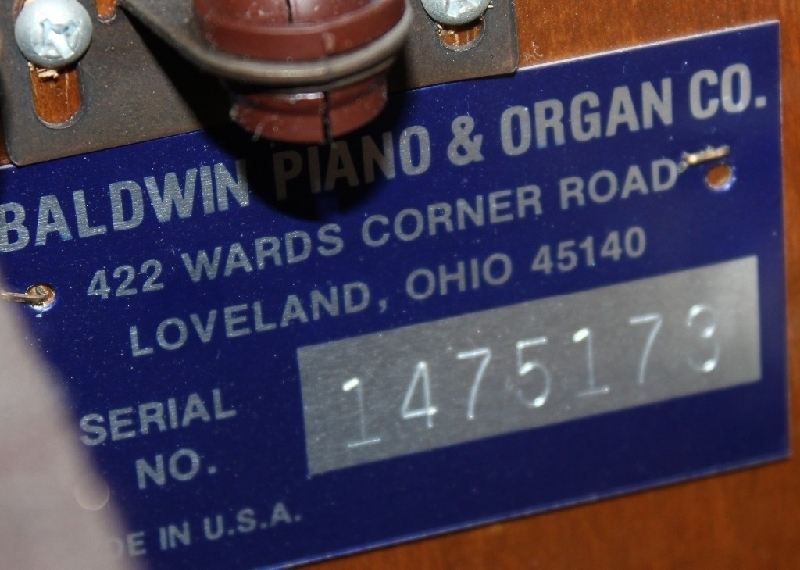 BALDWIN PIANO & ORGAN CO.
422 WARDS CORNER ROAD
LOVELAND, OHIO 45140
SERIAL NO. 1475173
IN U.S.A.